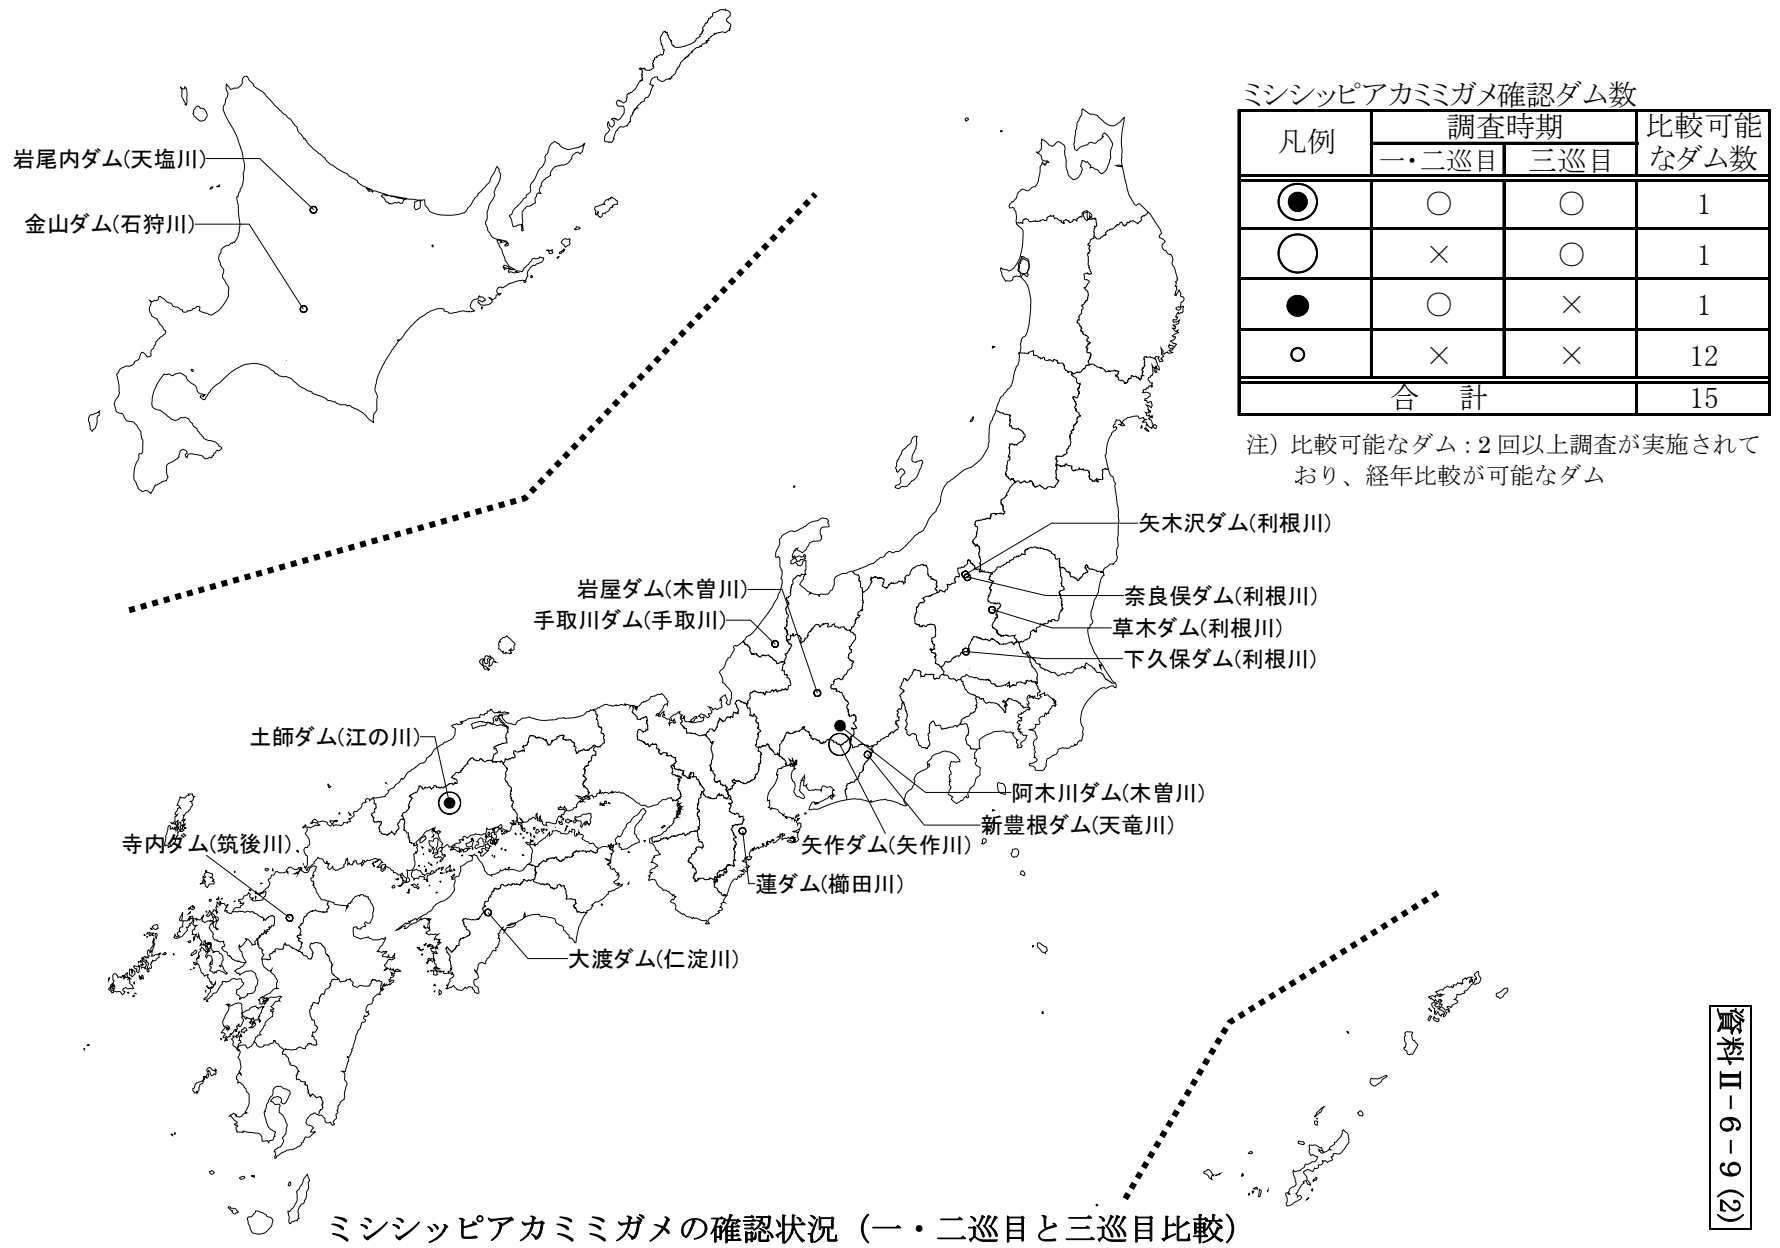 ミシシッピアカミミガメ確認ダム数
凡例 調査時期 比較可能なダム数
一・二巡目 三巡目
○ ○ 1
× ○ 1
○ × 1
× × 12
合 計 15
注）比較可能なダム : 2 回以上調査が実施されて
おり、経年比較が可能なダム
岩尾内ダム(天塩川)
金山ダム(石狩川)
矢木沢ダム(利根川)
岩屋ダム(木曽川)
奈良俣ダム(利根川)
手取川ダム(手取川)
草木ダム(利根川)
下久保ダム(利根川)
土師ダム(江の川)
阿木川ダム(木曽川)
新豊根ダム(天竜川)
寺内ダム(筑後川)
矢作ダム(矢作川)
蓮ダム(櫛田川)
大渡ダム(仁淀川)
資料Ⅱ－６－９(2)
ミシシッピアカミミガメの確認状況（一・二巡目と三巡目比較）